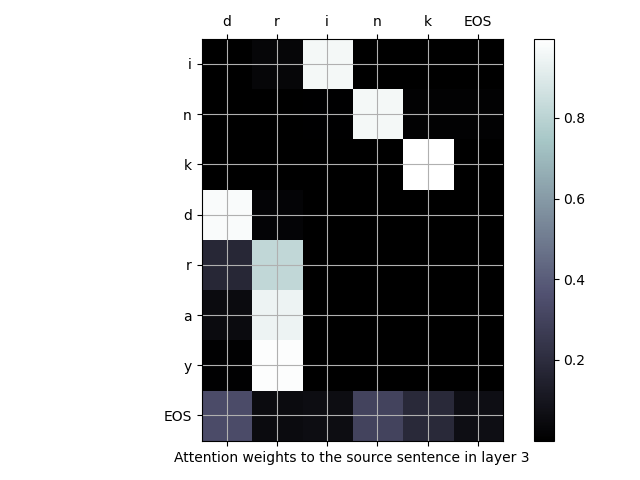 d r i n k EOS
i
n
k
d
r
a
y
EOS
0.8
0.6
0.4
0.2
Attention weights to the source sentence in layer 3